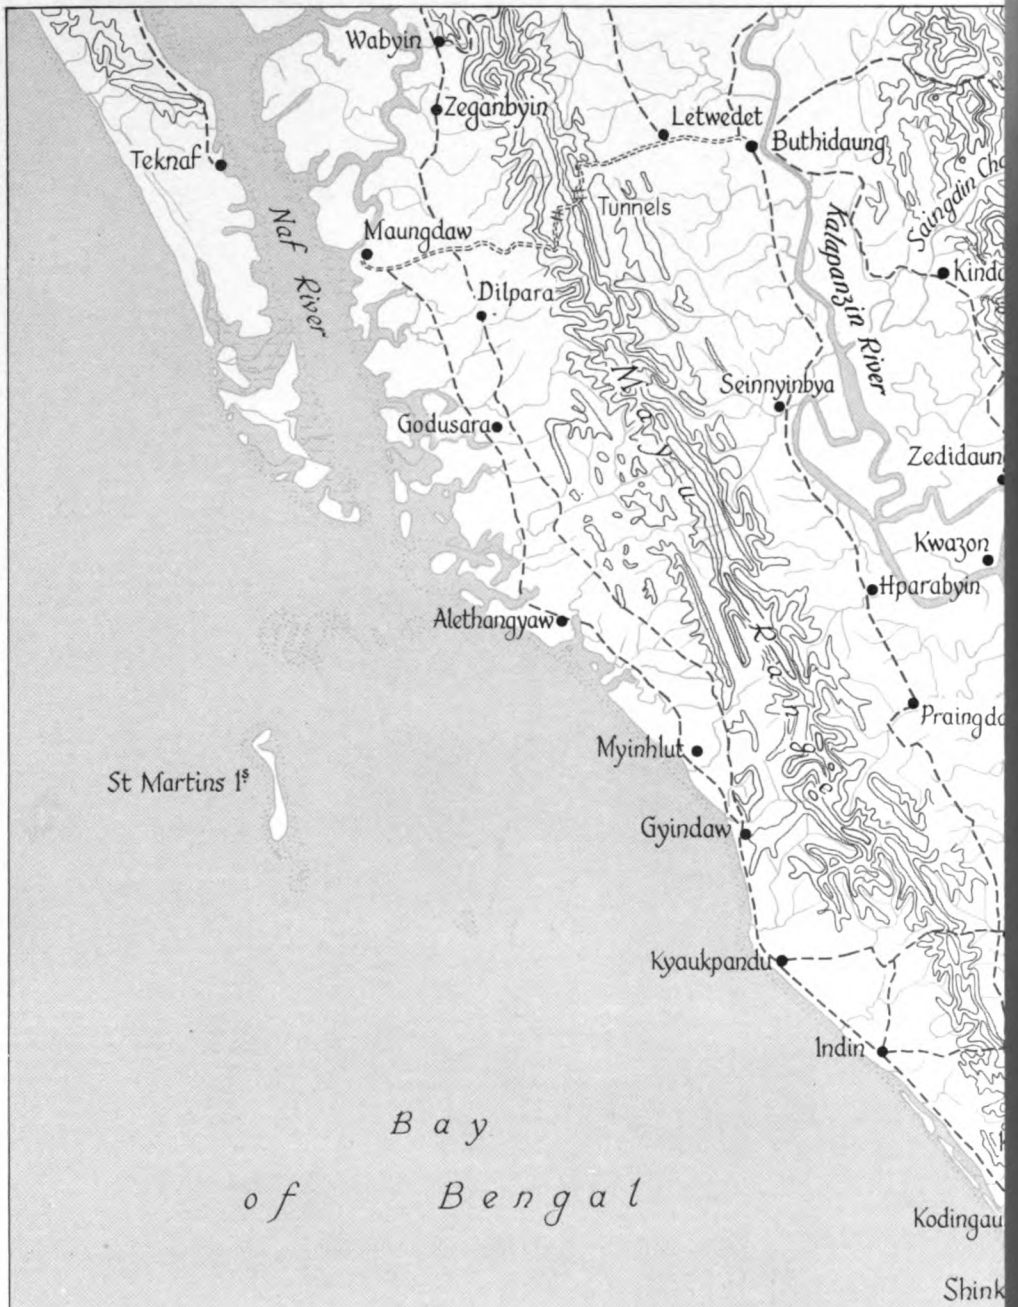 Wabyin
Zeganbyin
Letwedet
Buthidaung
Teknaf
Naf River
Maungdaw
Tunnels
Kalapanzin River
Saingdin Ch
Kinda
Dilpara
Mayu Range
Seinnyinbya
Godusara
Zedidaun
Kwazon
Hparabyin
Alethangyaw
Praingda
Myinhlut
St Martins Is
Gyindaw
Kyaukpandu
Indin
Bay
of Bengal
Kodingau
Shink